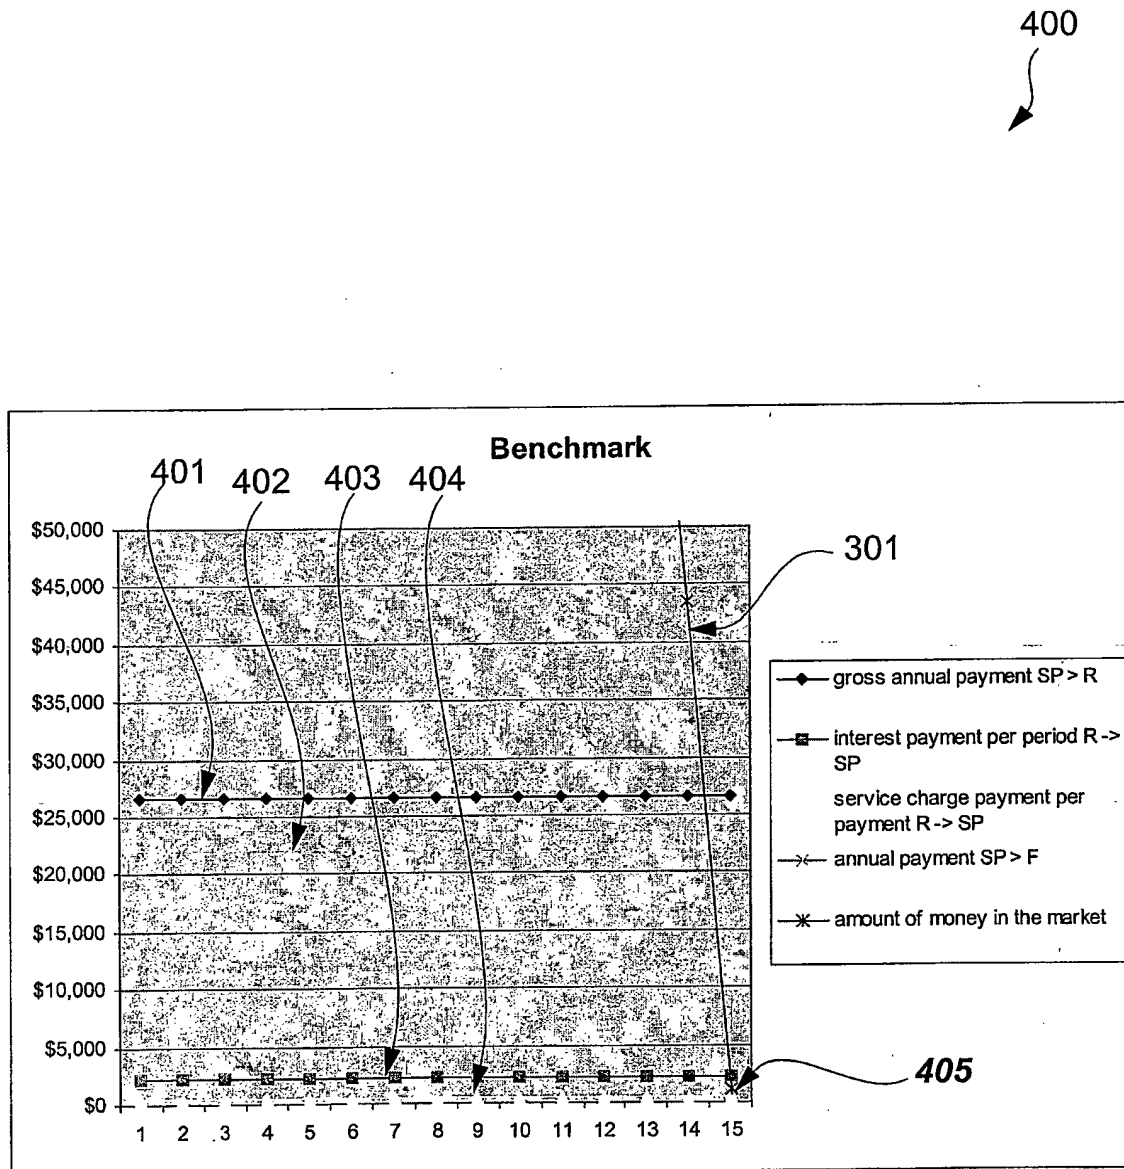 400
Benchmark
401
402
403
404
301
$50,000
$45,000
$40,000
$35,000
$30,000
$25,000
$20,000
$15,000
$10,000
$5,000
$0
1 2 3 4 5 6 7 8 9 10 11 12 13 14 15
gross annual payment SP > R
interest payment per period R ->
SP
service charge payment per
payment R -> SP
annual payment SP > F
amount of money in the market
405